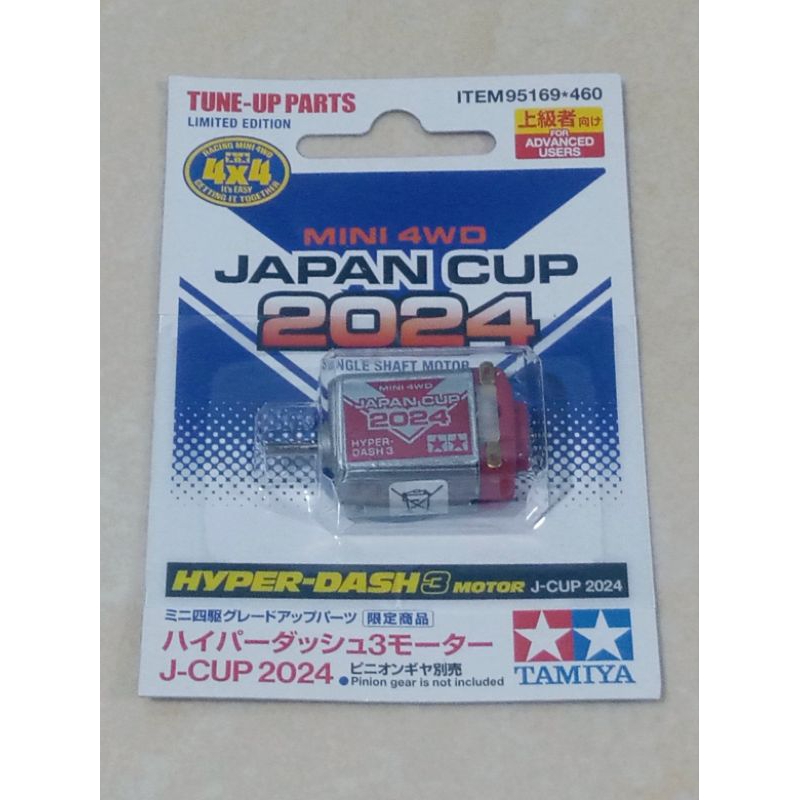 TUNE-UP PARTS
LIMITED EDITION
ITEM95169*460
上級者向け
FOR
ADVANCED
USERS
RACING MINI 4WD
4x4
It's EASY
GETTING IT TOGETHER
MINI 4WD
JAPAN CUP
2024
SINGLE SHAFT MOTOR
MINI 4WD
JAPAN CUP
2024
HYPER-
DASH 3
HYPER-DASH3 MOTOR J-CUP 2024
ミニ四駆グレードアップパーツ 限定商品
ハイパーダッシュ3モーター
J-CUP 2024
ピニオンギヤ別売
●Pinion gear is not included
TAMIYA